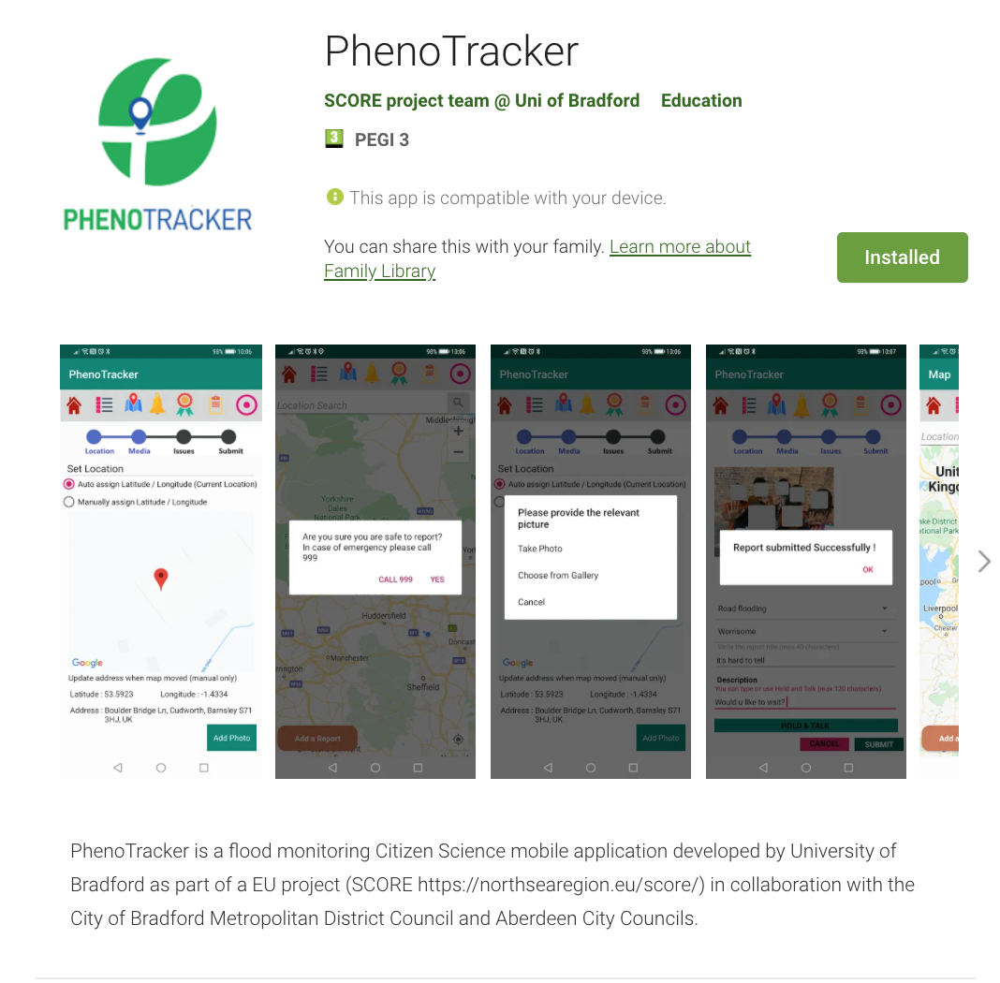 PhenoTracker
SCORE project team @ Uni of Bradford Education
3 PEGI 3
This app is compatible with your device.
PHENOTRACKER
You can share this with your family. Learn more about
Family Library
Installed
98% 10:06
PhenoTracker
Location Media Issues Submit
Set Location
Auto assign Latitude / Longitude (Current Location)
Manually assign Latitude / Longitude
Google
Update address when map moved (manual only)
Latitude : 53.5923 Longitude : -1.4334
Address : Boulder Bridge Ln, Cudworth, Barnsley S71
3HJ, UK
Add Photo
98% 10:06
Location Search
Middlesbrough
+
−
Yorkshire
Dales
National Park
Are you sure you are safe to report?
In case of emergency please call
999
CALL 999 YES
Huddersfield
M1
Doncast
Manchester
rrington
Sheffield
Add a Report
98% 10:06
PhenoTracker
Location Media Issues Submit
Set Location
Auto assign Latitude / Longitude (Current Location)
Please provide the relevant
picture
Take Photo
Choose from Gallery
Cancel
Google
Update address when map moved (manual only)
Latitude : 53.5923 Longitude : -1.4334
Address : Boulder Bridge Ln, Cudworth, Barnsley S71
3HJ, UK
Add Photo
98% 10:07
PhenoTracker
Location Media Issues Submit
Report submitted Successfully !
OK
Road flooding
Worrisome
Write the report title (max 40 characters)
it's hard to tell
Description
You can type or use Hold and Talk (max 120 characters)
Would u like to visit?
HOLD & TALK
CANCEL SUBMIT
Map
Location
Unit
Kingd
ake District
ational Park
pool
Liverpool
Chester
Add a
PhenoTracker is a flood monitoring Citizen Science mobile application developed by University of
Bradford as part of a EU project (SCORE https://northsearegion.eu/score/) in collaboration with the
City of Bradford Metropolitan District Council and Aberdeen City Councils.